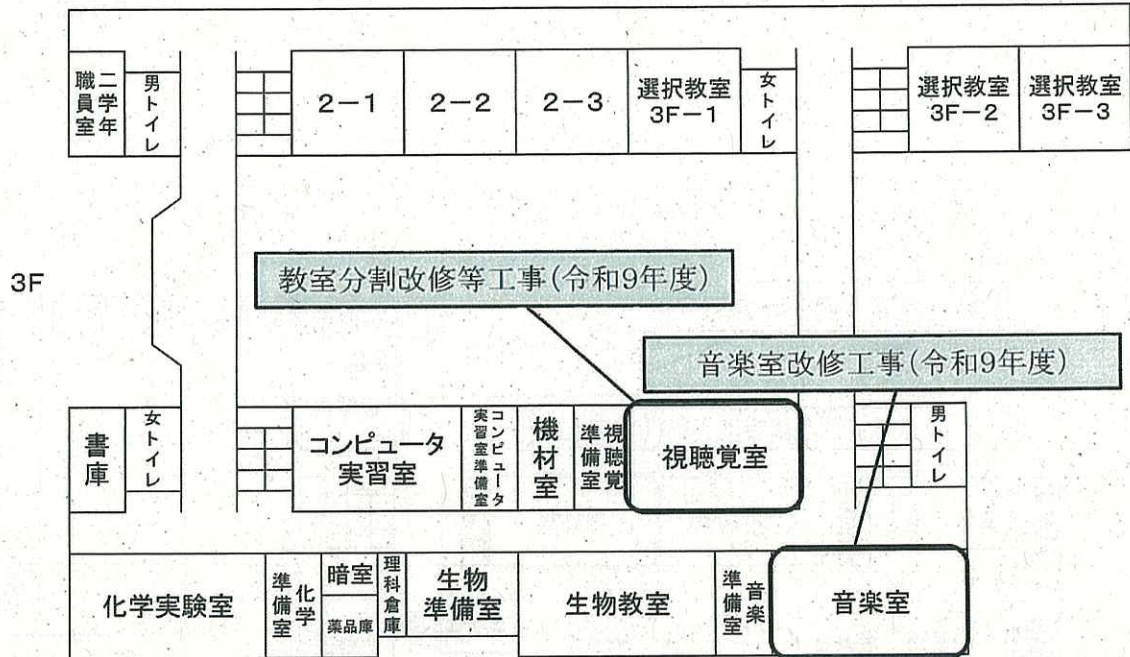 二学年
職員室
男トイレ
2-1
2-2
2-3
選択教室
3F-1
女トイレ
選択教室
3F-2
選択教室
3F-3
3F
教室分割改修等工事(令和9年度)
音楽室改修工事(令和9年度)
書庫
女トイレ
コンピュータ
実習室
コンピュータ
実習室準備室
機材室
視聴覚
準備室
視聴覚室
男トイレ
化学実験室
化学
準備室
暗室
薬品庫
理科倉庫
生物
準備室
生物教室
音楽
準備室
音楽室